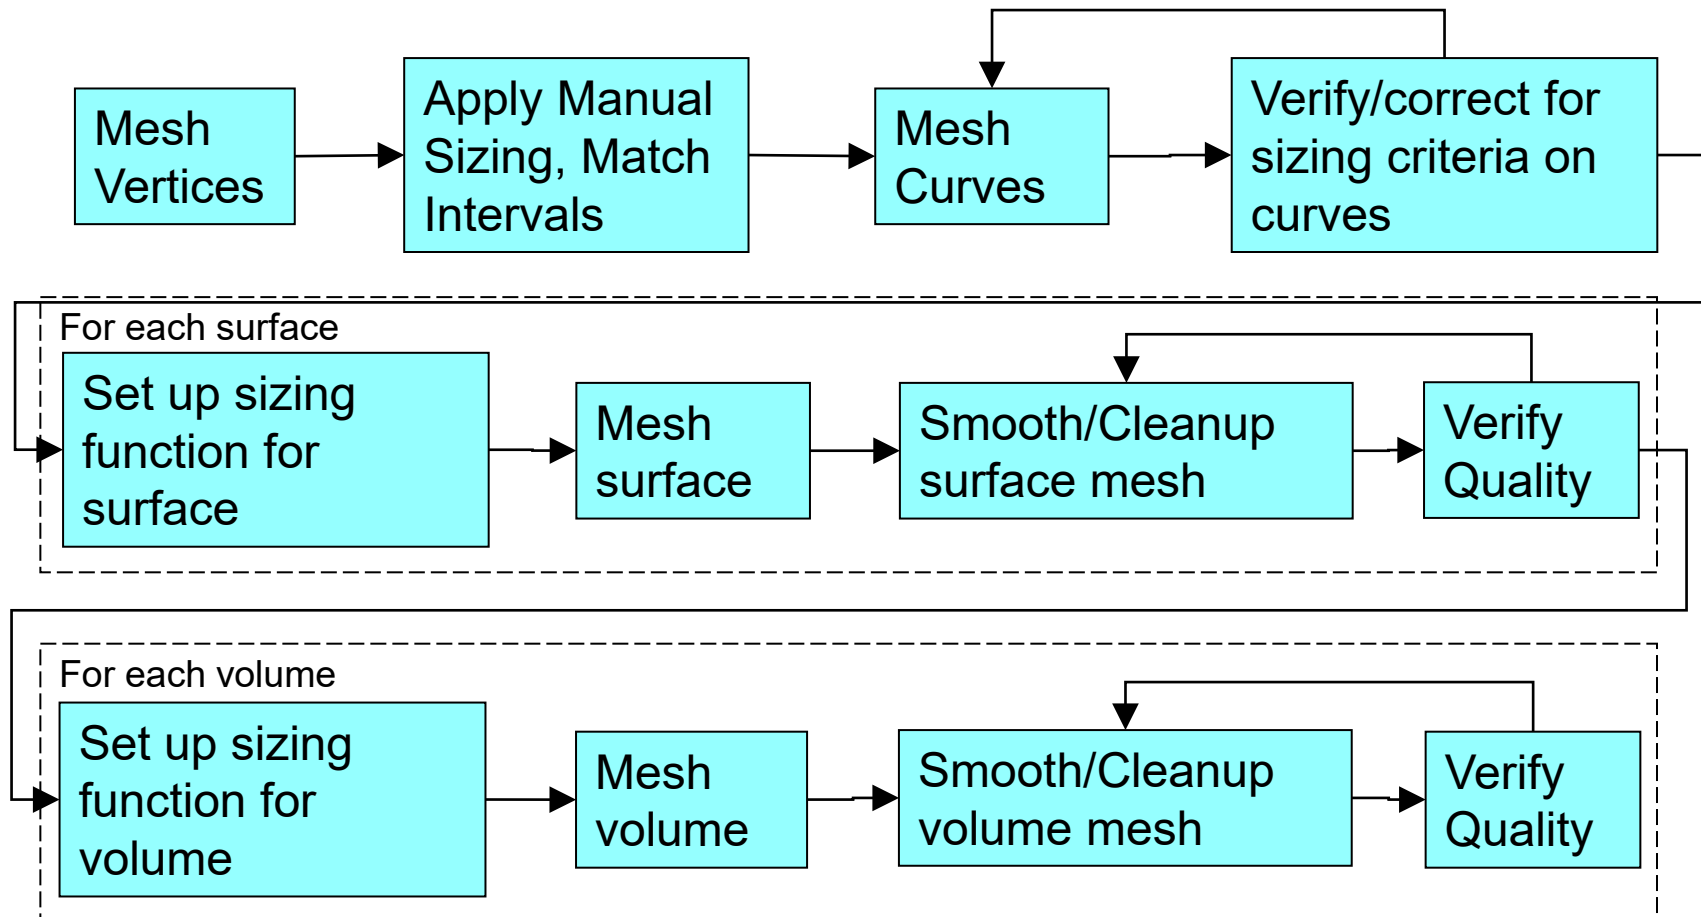 Mesh
Vertices
Apply Manual
Sizing, Match
Intervals
Mesh
Curves
Verify/correct for
sizing criteria on
curves
For each surface
Set up sizing
function for
surface
Mesh
surface
Smooth/Cleanup
surface mesh
Verify
Quality
For each volume
Set up sizing
function for
volume
Mesh
volume
Smooth/Cleanup
volume mesh
Verify
Quality